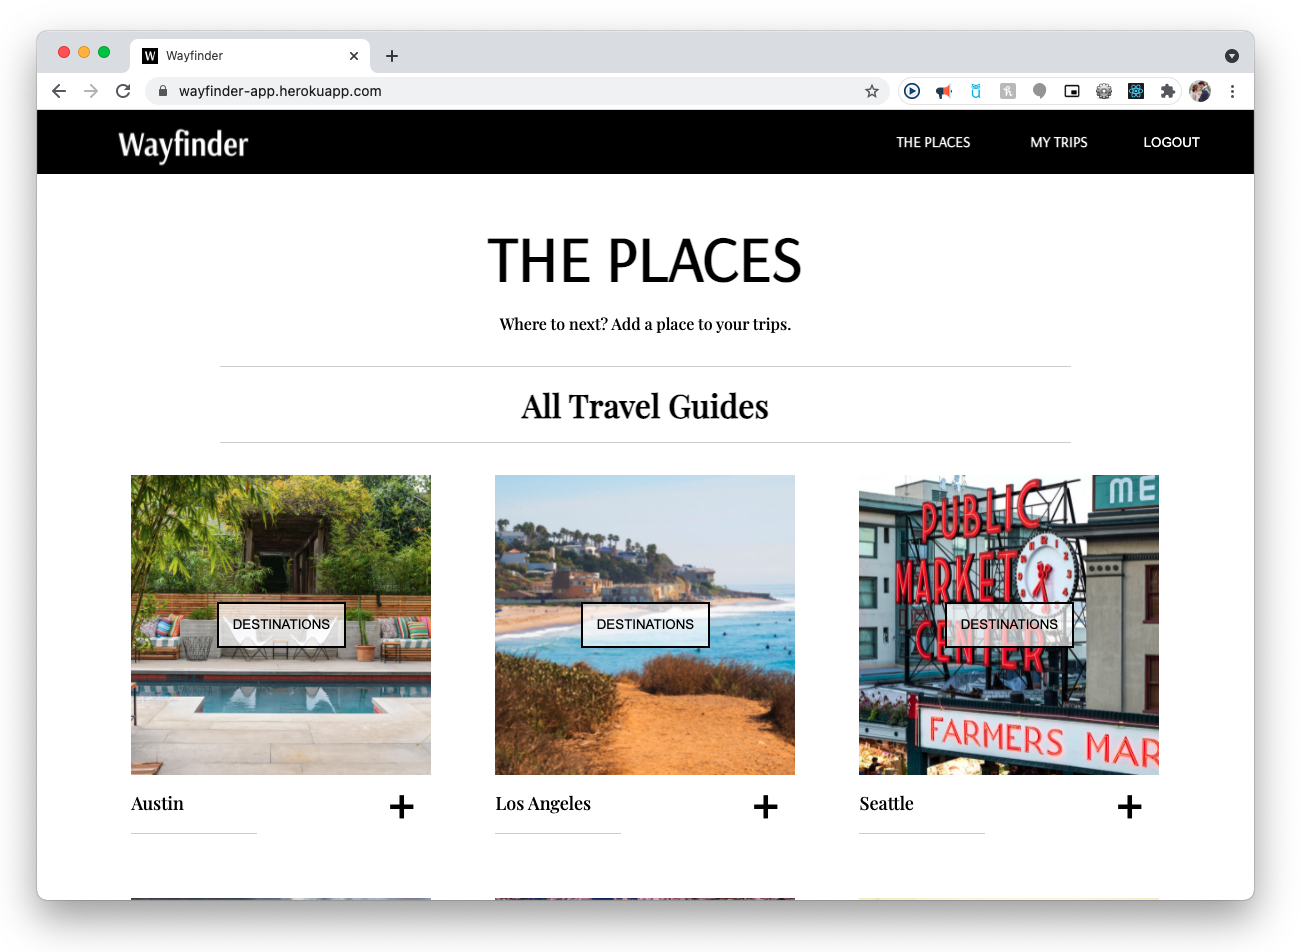 W Wayfinder
wayfinder-app.herokuapp.com
Wayfinder
THE PLACES MY TRIPS LOGOUT
THE PLACES
Where to next? Add a place to your trips.
All Travel Guides
DESTINATIONS
DESTINATIONS
ME
PUBLIC
MARKET
DESTINATIONS
CENTER
FARMERS MAR
Austin
Los Angeles
Seattle